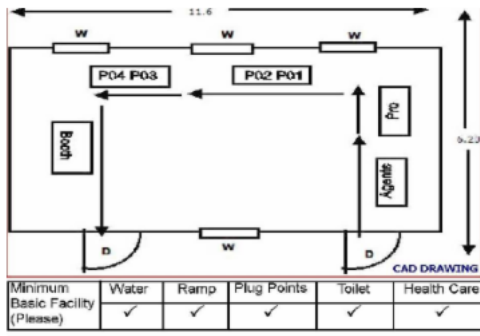 11.6
W W W
P04 P03 P02 P01
Pro
Booth
Agents
6.20
D W D
CAD DRAWING
Minimum Basic Facility (Please) Water Ramp Plug Points Toilet Health Care
✓ ✓ ✓ ✓ ✓